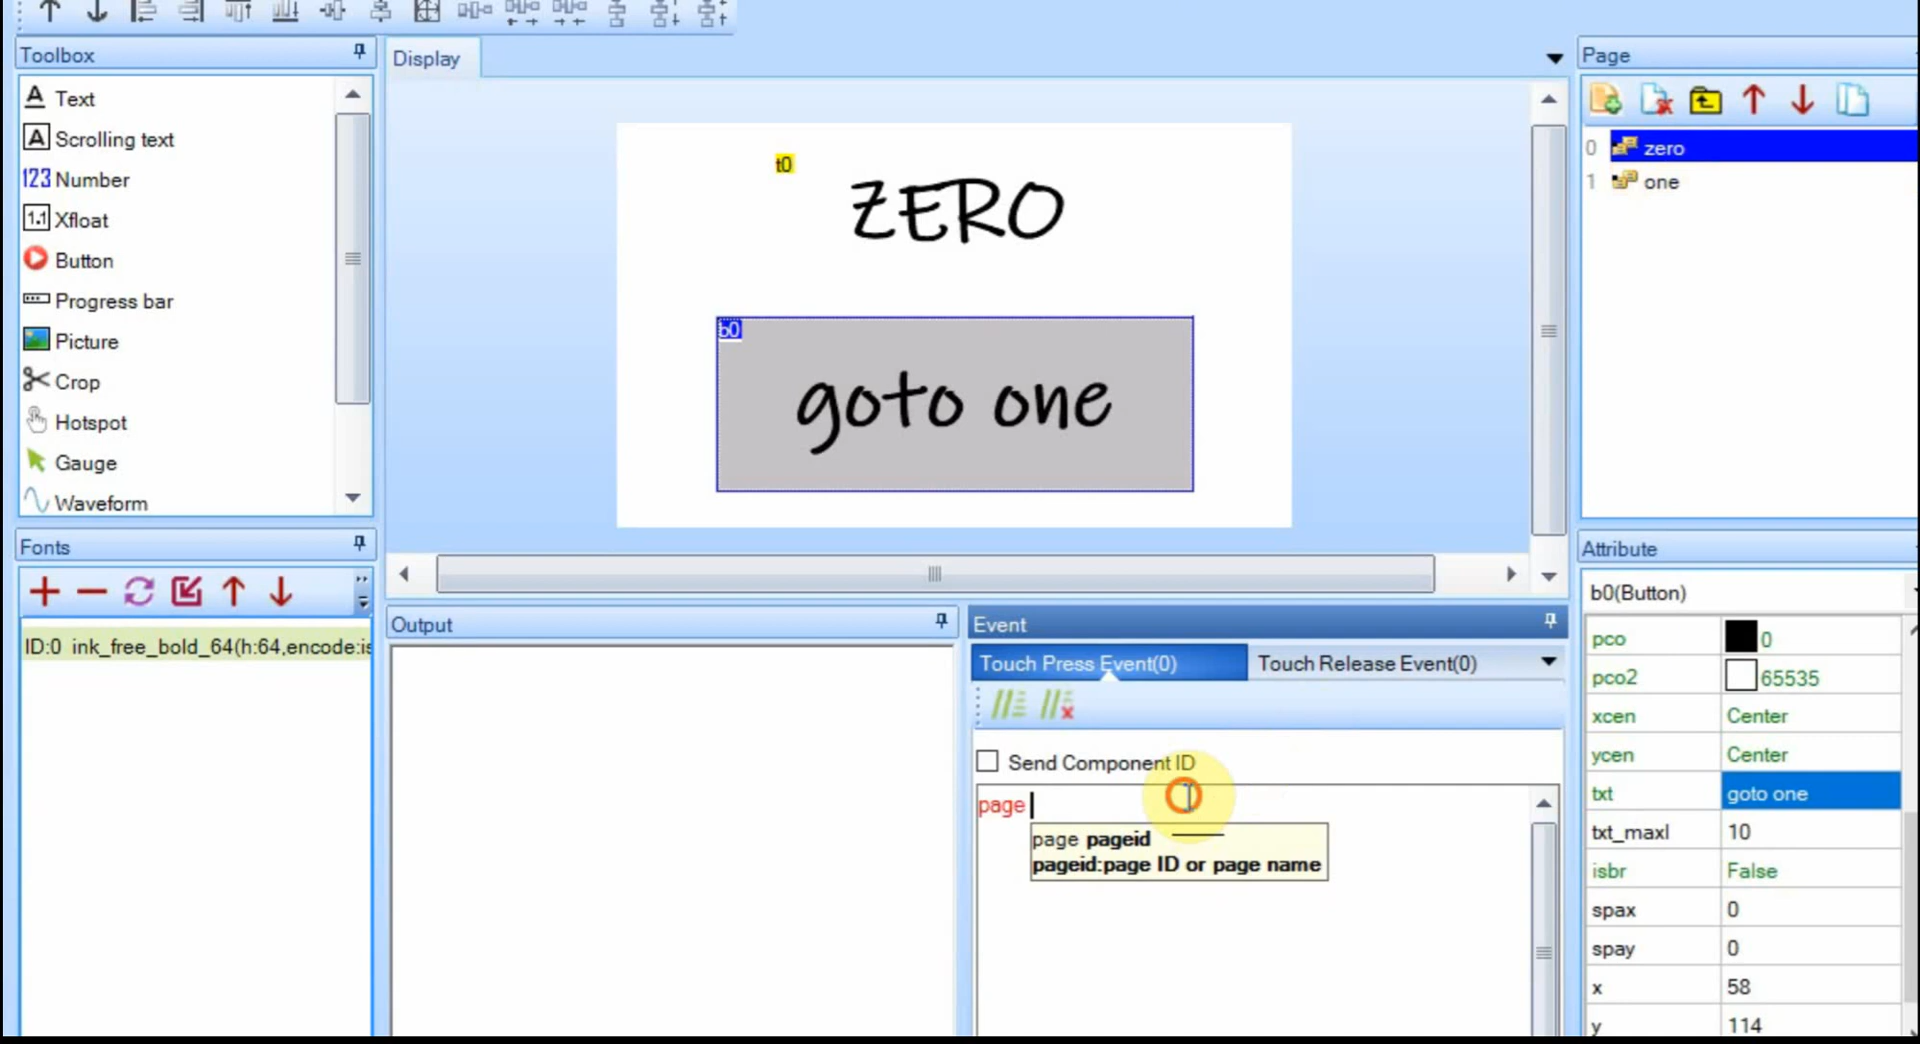 Toolbox
Text
Scrolling text
123 Number
1.1 Xfloat
Button
Progress bar
Picture
Crop
Hotspot
Gauge
Waveform
Fonts
ID:0 ink_free_bold_64(h:64,encode:is
Display
t0
ZERO
b0
goto one
Output
Event
Touch Press Event(0)
Touch Release Event(0)
Send Component ID
page
page pageid
pageid:page ID or page name
Page
0 zero
1 one
Attribute
b0(Button)
pco 0
pco2 65535
xcen Center
ycen Center
txt goto one
txt_maxl 10
isbr False
spax 0
spay 0
x 58
y 114